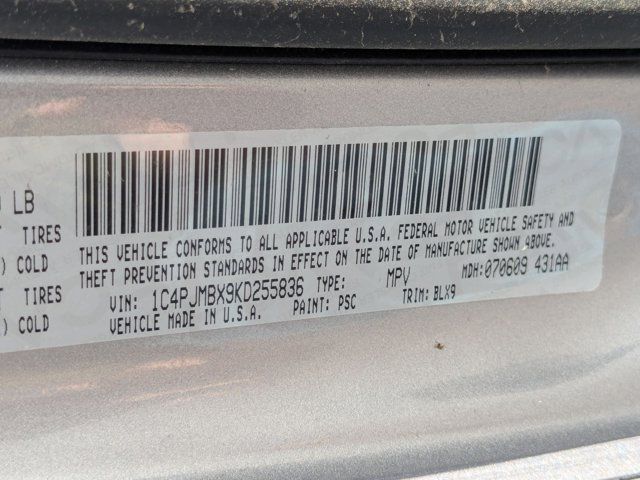 LB
TIRES
) COLD
TIRES
) COLD
THIS VEHICLE CONFORMS TO ALL APPLICABLE U.S.A. FEDERAL MOTOR VEHICLE SAFETY AND
THEFT PREVENTION STANDARDS IN EFFECT ON THE DATE OF MANUFACTURE SHOWN ABOVE.
VIN: 1C4PJMBX9KD255836 TYPE: MPV MDH:070609 431AA
VEHICLE MADE IN U.S.A. PAINT: PSC TRIM: BLX9